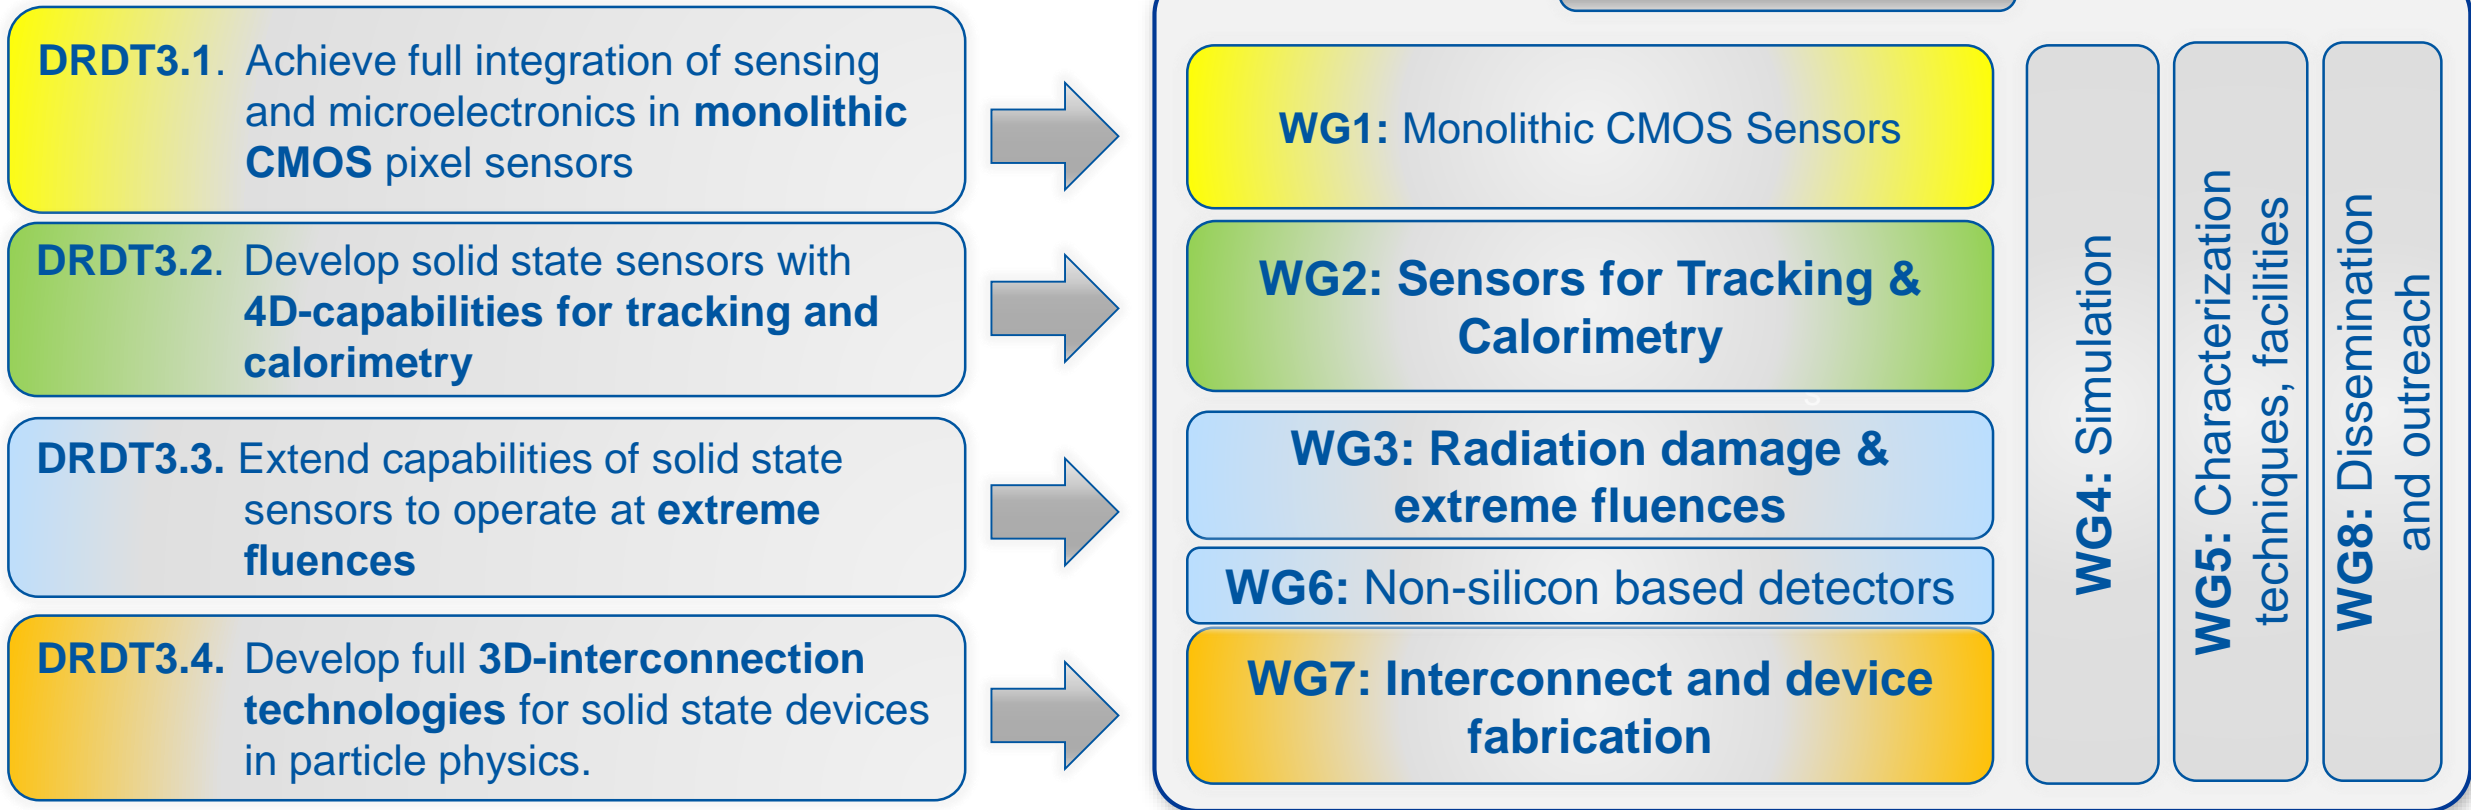 DRDT3.1. Achieve full integration of sensing
and microelectronics in monolithic
CMOS pixel sensors
DRDT3.2. Develop solid state sensors with
4D-capabilities for tracking and
calorimetry
DRDT3.3. Extend capabilities of solid state
sensors to operate at extreme
fluences
DRDT3.4. Develop full 3D-interconnection
technologies for solid state devices
in particle physics.
WG1: Monolithic CMOS Sensors
WG2: Sensors for Tracking &
Calorimetry
WG3: Radiation damage &
extreme fluences
WG6: Non-silicon based detectors
WG7: Interconnect and device
fabrication
WG4: Simulation
WG5: Characterization
techniques, facilities
WG8: Dissemination
and outreach